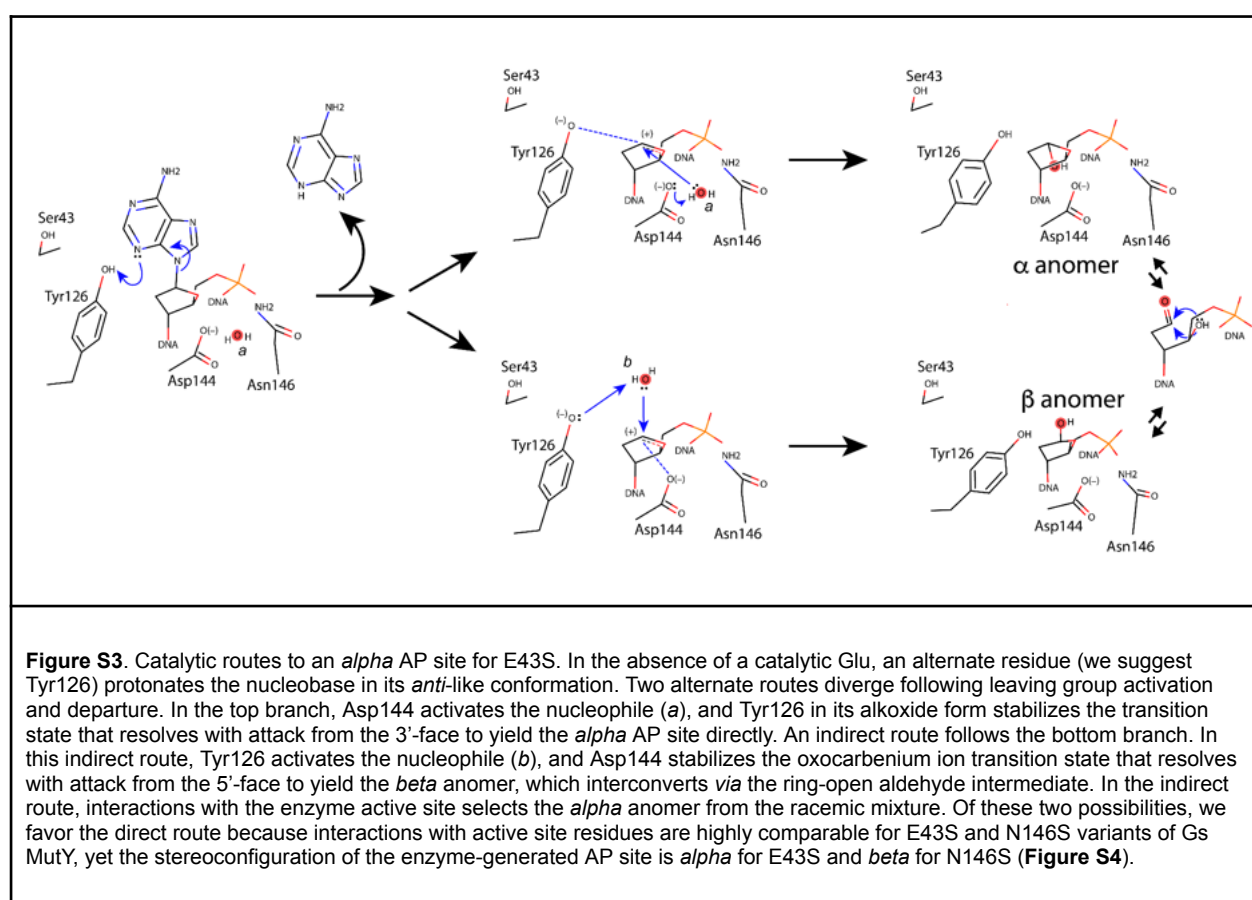 NH2
N
N
N
N
Ser43
OH
Tyr126
OH
DNA
DNA
O(-)
H O H
a
Asp144
NH2
O
Asn146
NH2
N
N
N
N
H
Ser43
OH
(-)O
Tyr126
(+)
DNA
DNA
(-)O:
H O H
a
O
Asp144
NH2
O
Asn146
Ser43
OH
Tyr126
OH
OH
DNA
DNA
O(-)
O
Asp144
NH2
O
Asn146
α anomer
O
OH
DNA
DNA
Ser43
OH
b
H O H
(-)O:
Tyr126
(+)
DNA
DNA
O(-)
O
Asp144
NH2
O
Asn146
Ser43
OH
β anomer
OH
Tyr126
OH
DNA
DNA
O(-)
O
Asp144
NH2
O
Asn146
Figure S3. Catalytic routes to an alpha AP site for E43S. In the absence of a catalytic Glu, an alternate residue (we suggest
Tyr126) protonates the nucleobase in its anti-like conformation. Two alternate routes diverge following leaving group activation
and departure. In the top branch, Asp144 activates the nucleophile (a), and Tyr126 in its alkoxide form stabilizes the transition
state that resolves with attack from the 3'-face to yield the alpha AP site directly. An indirect route follows the bottom branch. In
this indirect route, Tyr126 activates the nucleophile (b), and Asp144 stabilizes the oxocarbenium ion transition state that resolves
with attack from the 5'-face to yield the beta anomer, which interconverts via the ring-open aldehyde intermediate. In the indirect
route, interactions with the enzyme active site selects the alpha anomer from the racemic mixture. Of these two possibilities, we
favor the direct route because interactions with active site residues are highly comparable for E43S and N146S variants of Gs
MutY, yet the stereoconfiguration of the enzyme-generated AP site is alpha for E43S and beta for N146S (Figure S4).